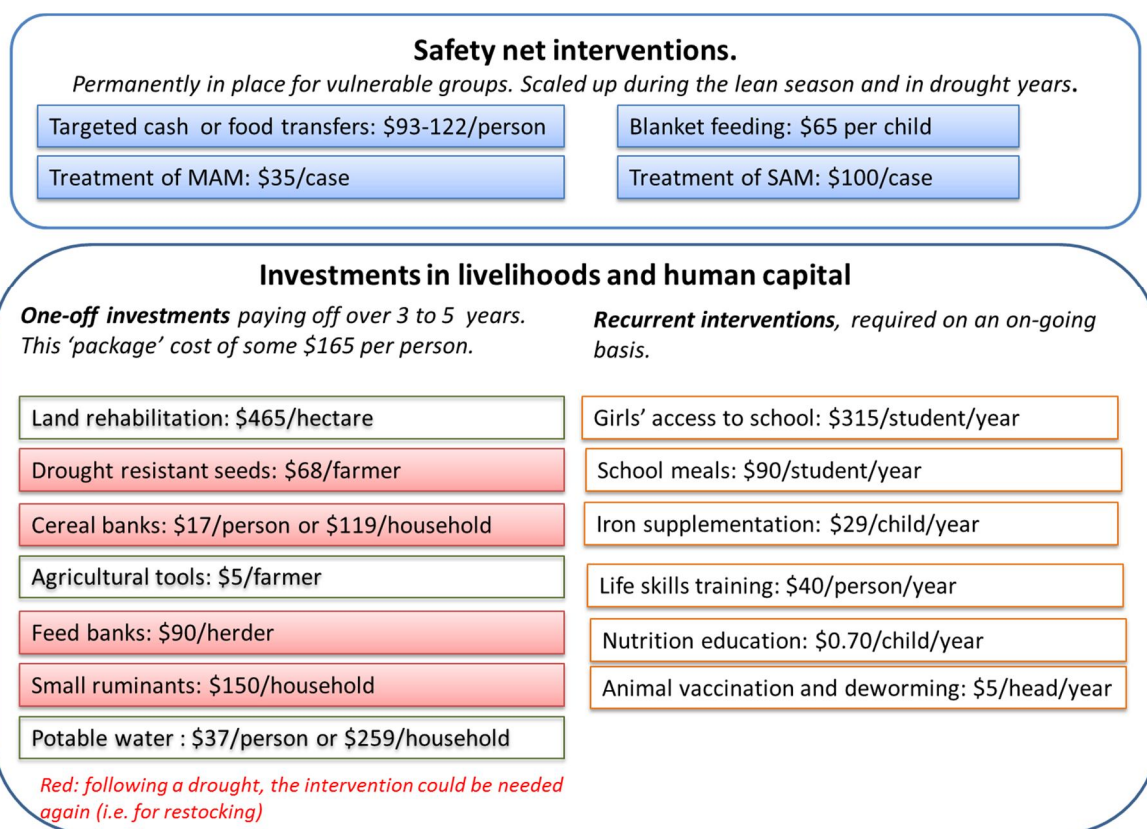 Safety net interventions.
Permanently in place for vulnerable groups. Scaled up during the lean season and in drought years.
Targeted cash or food transfers: $93-122/person
Blanket feeding: $65 per child
Treatment of MAM: $35/case
Treatment of SAM: $100/case
Investments in livelihoods and human capital
One-off investments paying off over 3 to 5 years.
This ‘package’ cost of some $165 per person.
Recurrent interventions, required on an on-going
basis.
Land rehabilitation: $465/hectare
Drought resistant seeds: $68/farmer
Cereal banks: $17/person or $119/household
Agricultural tools: $5/farmer
Feed banks: $90/herder
Small ruminants: $150/household
Potable water : $37/person or $259/household
Red: following a drought, the intervention could be needed
again (i.e. for restocking)
Girls’ access to school: $315/student/year
School meals: $90/student/year
Iron supplementation: $29/child/year
Life skills training: $40/person/year
Nutrition education: $0.70/child/year
Animal vaccination and deworming: $5/head/year